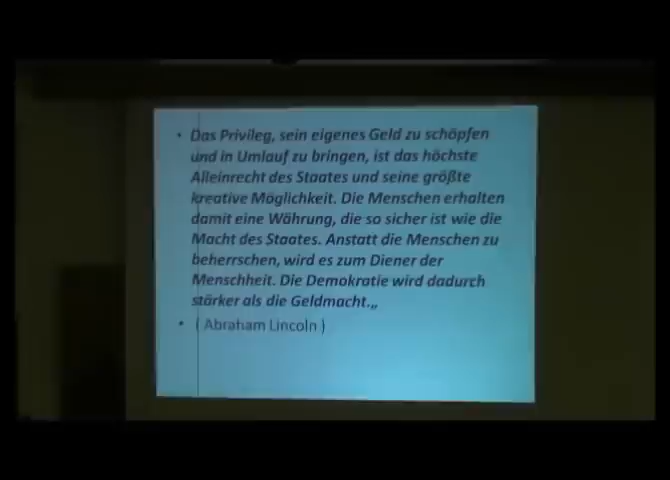 • Das Privileg, sein eigenes Geld zu schöpfen
und in Umlauf zu bringen, ist das höchste
Alleinrecht des Staates und seine größte
kreative Möglichkeit. Die Menschen erhalten
damit eine Währung, die so sicher ist wie die
Macht des Staates. Anstatt die Menschen zu
beherrschen, wird es zum Diener der
Menschheit. Die Demokratie wird dadurch
stärker als die Geldmacht.„
• ( Abraham Lincoln )